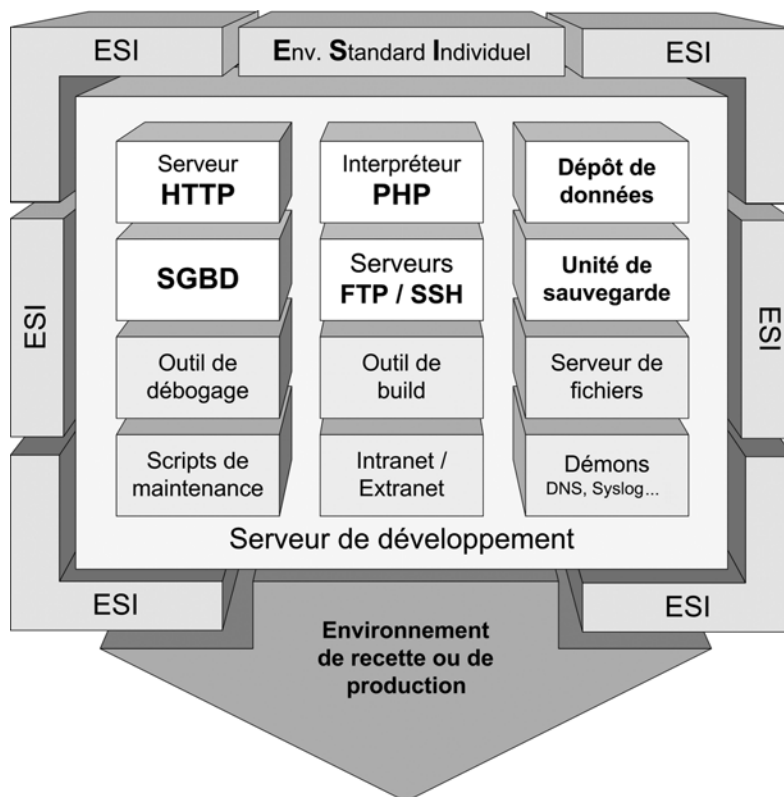 ESI
Env. Standard Individuel
ESI
Serveur
HTTP
Interpréteur
PHP
Dépôt de
données
SGBD
Serveurs
FTP / SSH
Unité de
sauvegarde
ESI
ESI
Outil de
débogage
Outil de
build
Serveur de
fichiers
Scripts de
maintenance
Intranet /
Extranet
Démons
DNS, Syslog...
Serveur de développement
ESI
ESI
Environnement
de recette ou de
production